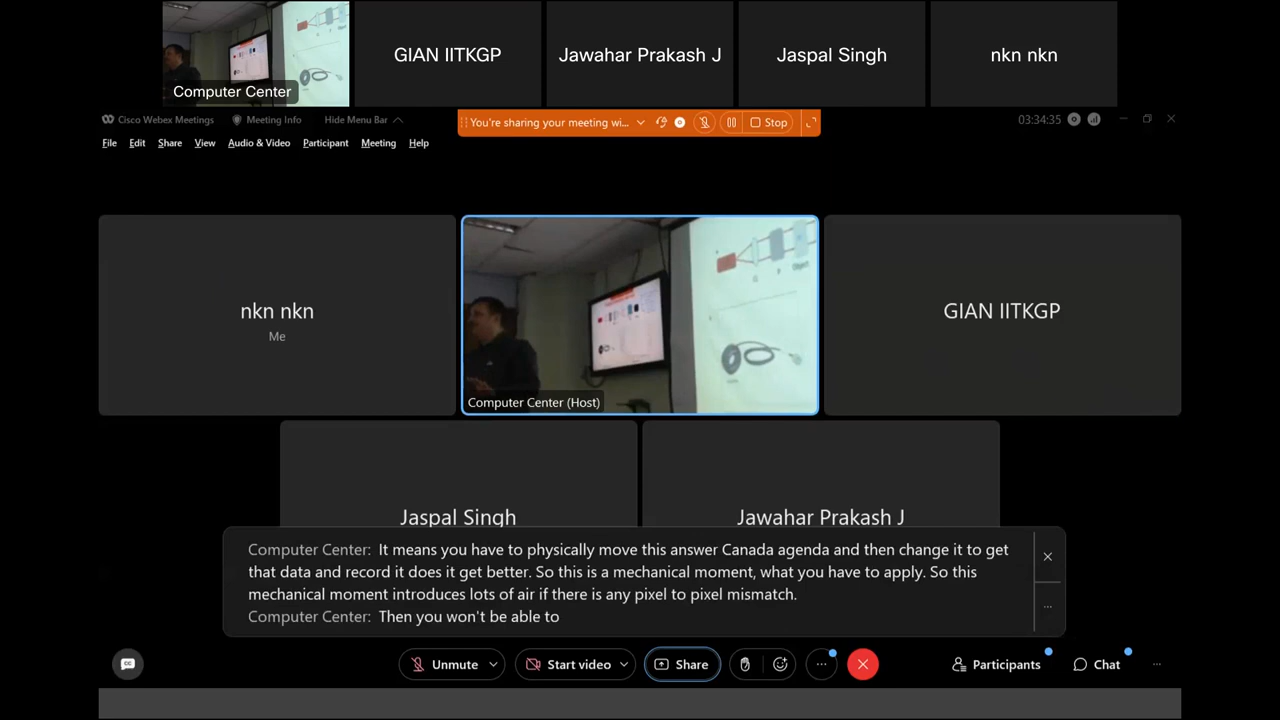 Computer Center
GIAN IITKGP
Jawahar Prakash J
Jaspal Singh
nkn nkn
Cisco Webex Meetings
Meeting Info
Hide Menu Bar
You're sharing your meeting wi...
Stop
03:34:35
File Edit Share View Audio & Video Participant Meeting Help
nkn nkn
Me
Computer Center (Host)
GIAN IITKGP
Object
Jaspal Singh
Jawahar Prakash J
Computer Center: It means you have to physically move this answer Canada agenda and then change it to get
that data and record it does it get better. So this is a mechanical moment, what you have to apply. So this
mechanical moment introduces lots of air if there is any pixel to pixel mismatch.
Computer Center: Then you won't be able to
CC
Unmute
Start video
Share
Participants
Chat